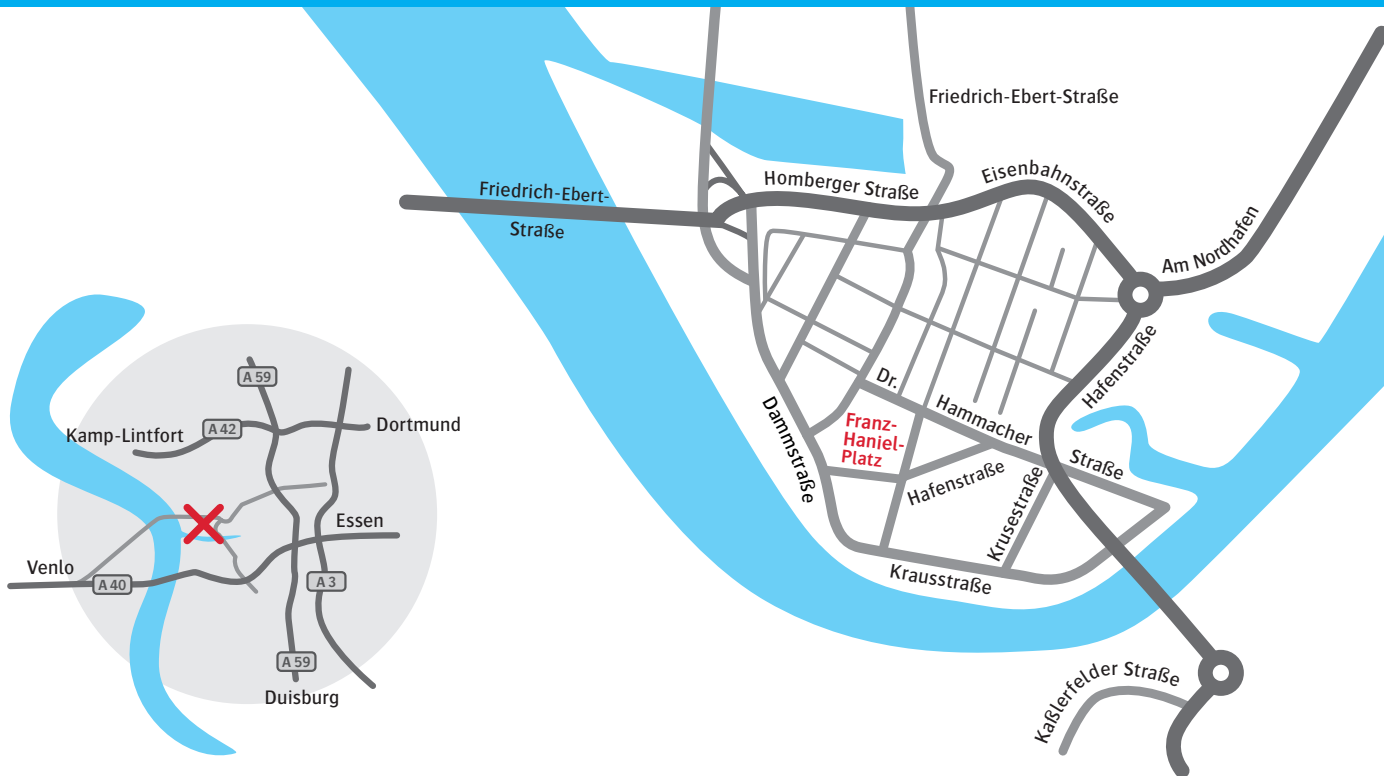 Friedrich-Ebert-Straße
Homberger Straße
Eisenbahnstraße
Friedrich-Ebert-
Straße
Am Nordhafen
Hafenstraße
Dr.
Hammacher
Straße
Dammstraße
Franz-
Haniel-
Platz
Hafenstraße
Krusestraße
Krausstraße
Kaßlerfelder Straße
A 59
Kamp-Lintfort
A 42
Dortmund
Essen
Venlo
A 40
A 3
A 59
Duisburg